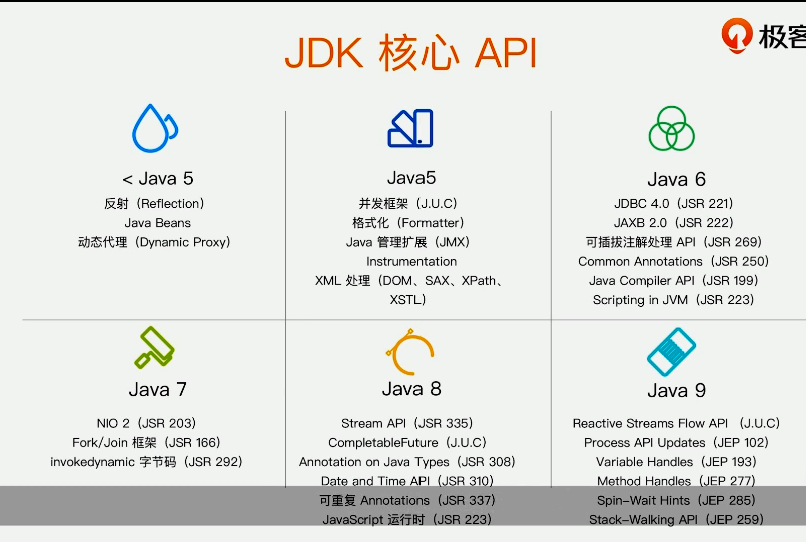 JDK 核心 API
极客
< Java 5
反射（Reflection）
Java Beans
动态代理（Dynamic Proxy）
Java5
并发框架（J.U.C）
格式化（Formatter）
Java 管理扩展（JMX）
Instrumentation
XML 处理（DOM、SAX、XPath、
XSTL）
Java 6
JDBC 4.0（JSR 221）
JAXB 2.0（JSR 222）
可插拔注解处理 API（JSR 269）
Common Annotations（JSR 250）
Java Compiler API（JSR 199）
Scripting in JVM（JSR 223）
Java 7
NIO 2（JSR 203）
Fork/Join 框架（JSR 166）
invokedynamic 字节码（JSR 292）
Java 8
Stream API（JSR 335）
CompletableFuture（J.U.C）
Annotation on Java Types（JSR 308）
Date and Time API（JSR 310）
可重复 Annotations（JSR 337）
JavaScript 运行时（JSR 223）
Java 9
Reactive Streams Flow API （J.U.C）
Process API Updates（JEP 102）
Variable Handles（JEP 193）
Method Handles（JEP 277）
Spin-Wait Hints（JEP 285）
Stack-Walking API（JEP 259）